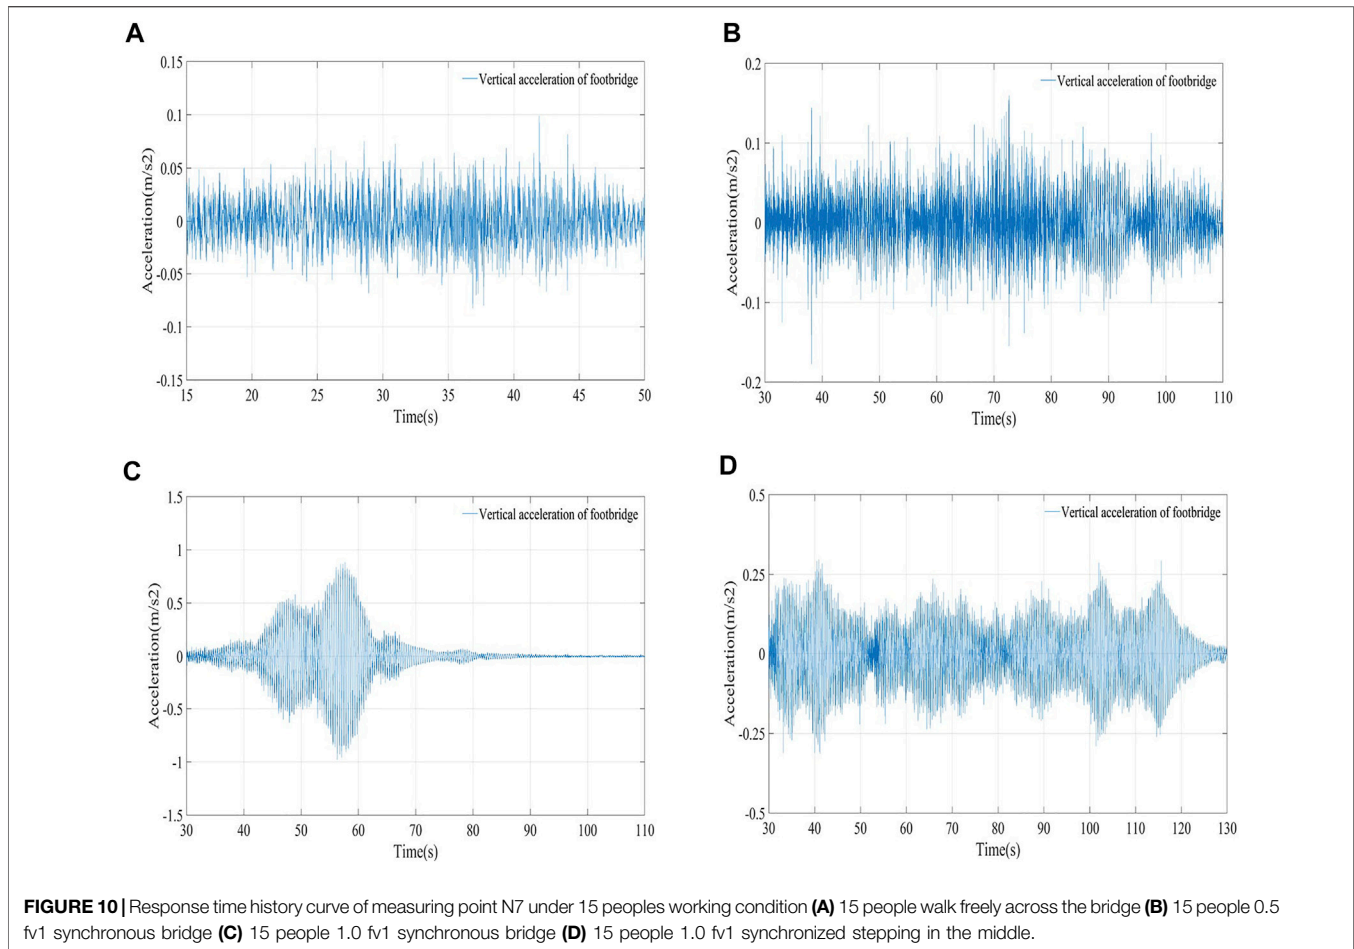 A
Vertical acceleration of footbridge
0.15
0.1
0.05
0
-0.05
-0.1
-0.15
Acceleration(m/s2)
15 20 25 30 35 40 45 50
Time(s)
B
Vertical acceleration of footbridge
0.2
0.1
0
-0.1
-0.2
Acceleration(m/s2)
30 40 50 60 70 80 90 100 110
Time(s)
C
Vertical acceleration of footbridge
1.5
1
0.5
0
-0.5
-1
-1.5
Acceleration(m/s2)
30 40 50 60 70 80 90 100 110
Time(s)
D
Vertical acceleration of footbridge
0.5
0.25
0
-0.25
-0.5
Acceleration(m/s2)
30 40 50 60 70 80 90 100 110 120 130
Time(s)
FIGURE 10 | Response time history curve of measuring point N7 under 15 peoples working condition (A) 15 people walk freely across the bridge (B) 15 people 0.5
fv1 synchronous bridge (C) 15 people 1.0 fv1 synchronous bridge (D) 15 people 1.0 fv1 synchronized stepping in the middle.